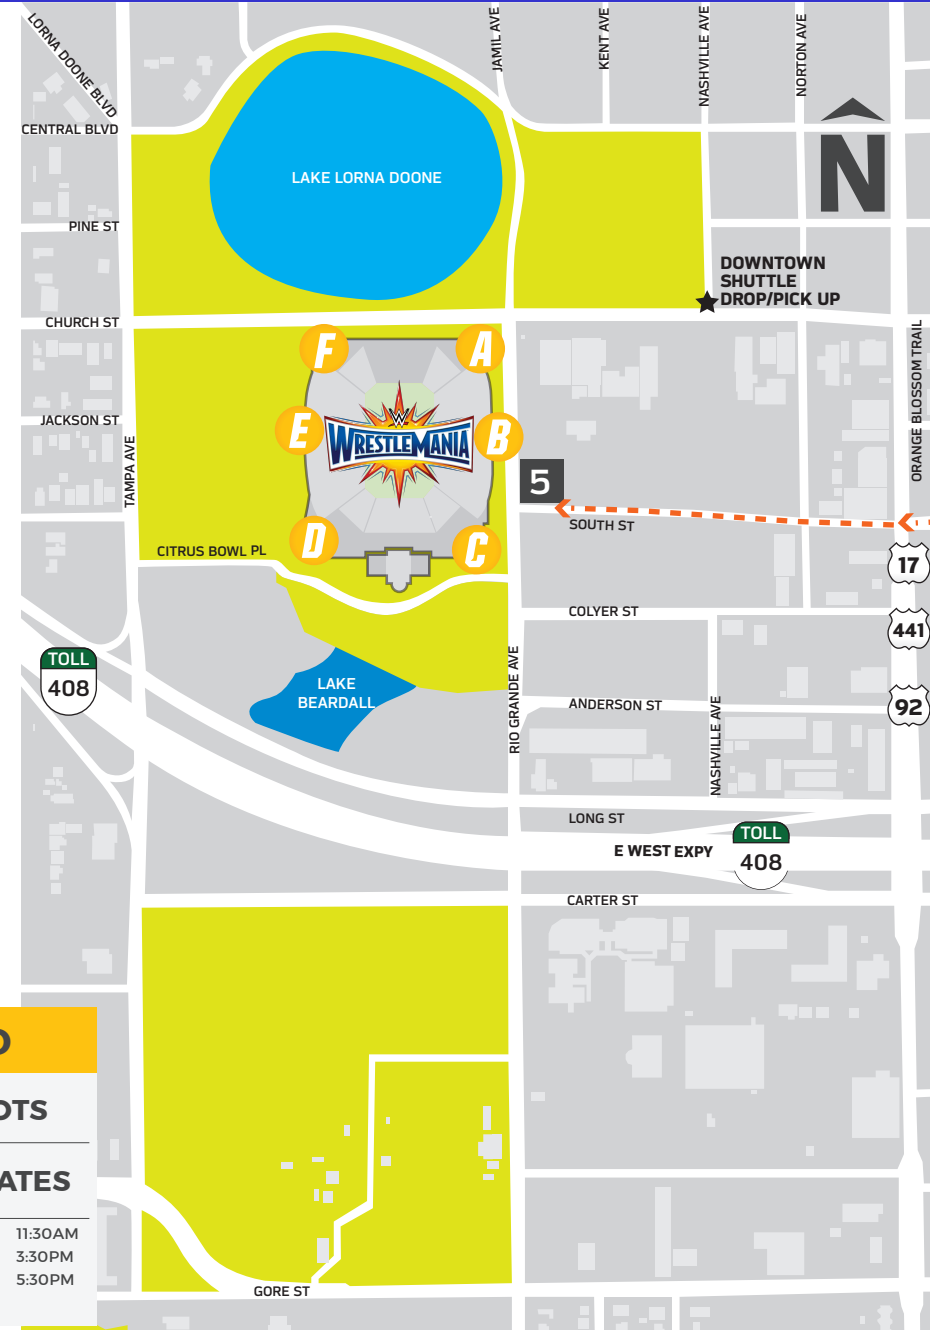 LORNA DOONE BLVD
JAMIL AVE
KENT AVE
NASHVILLE AVE
NORTON AVE
CENTRAL BLVD
N
LAKE LORNA DOONE
PINE ST
DOWNTOWN
SHUTTLE
DROP/PICK UP
CHURCH ST
ORANGE BLOSSOM TRAIL
F
A
JACKSON ST
E
W
WRESTLEMANIA
B
TAMPA AVE
5
SOUTH ST
D
C
CITRUS BOWL PL
17
COLYER ST
441
TOLL
408
LAKE
BEARDALL
RIO GRANDE AVE
ANDERSON ST
NASHVILLE AVE
92
LONG ST
TOLL
408
E WEST EXPY
CARTER ST
OTS
ATES
11:30AM
3:30PM
5:30PM
GORE ST